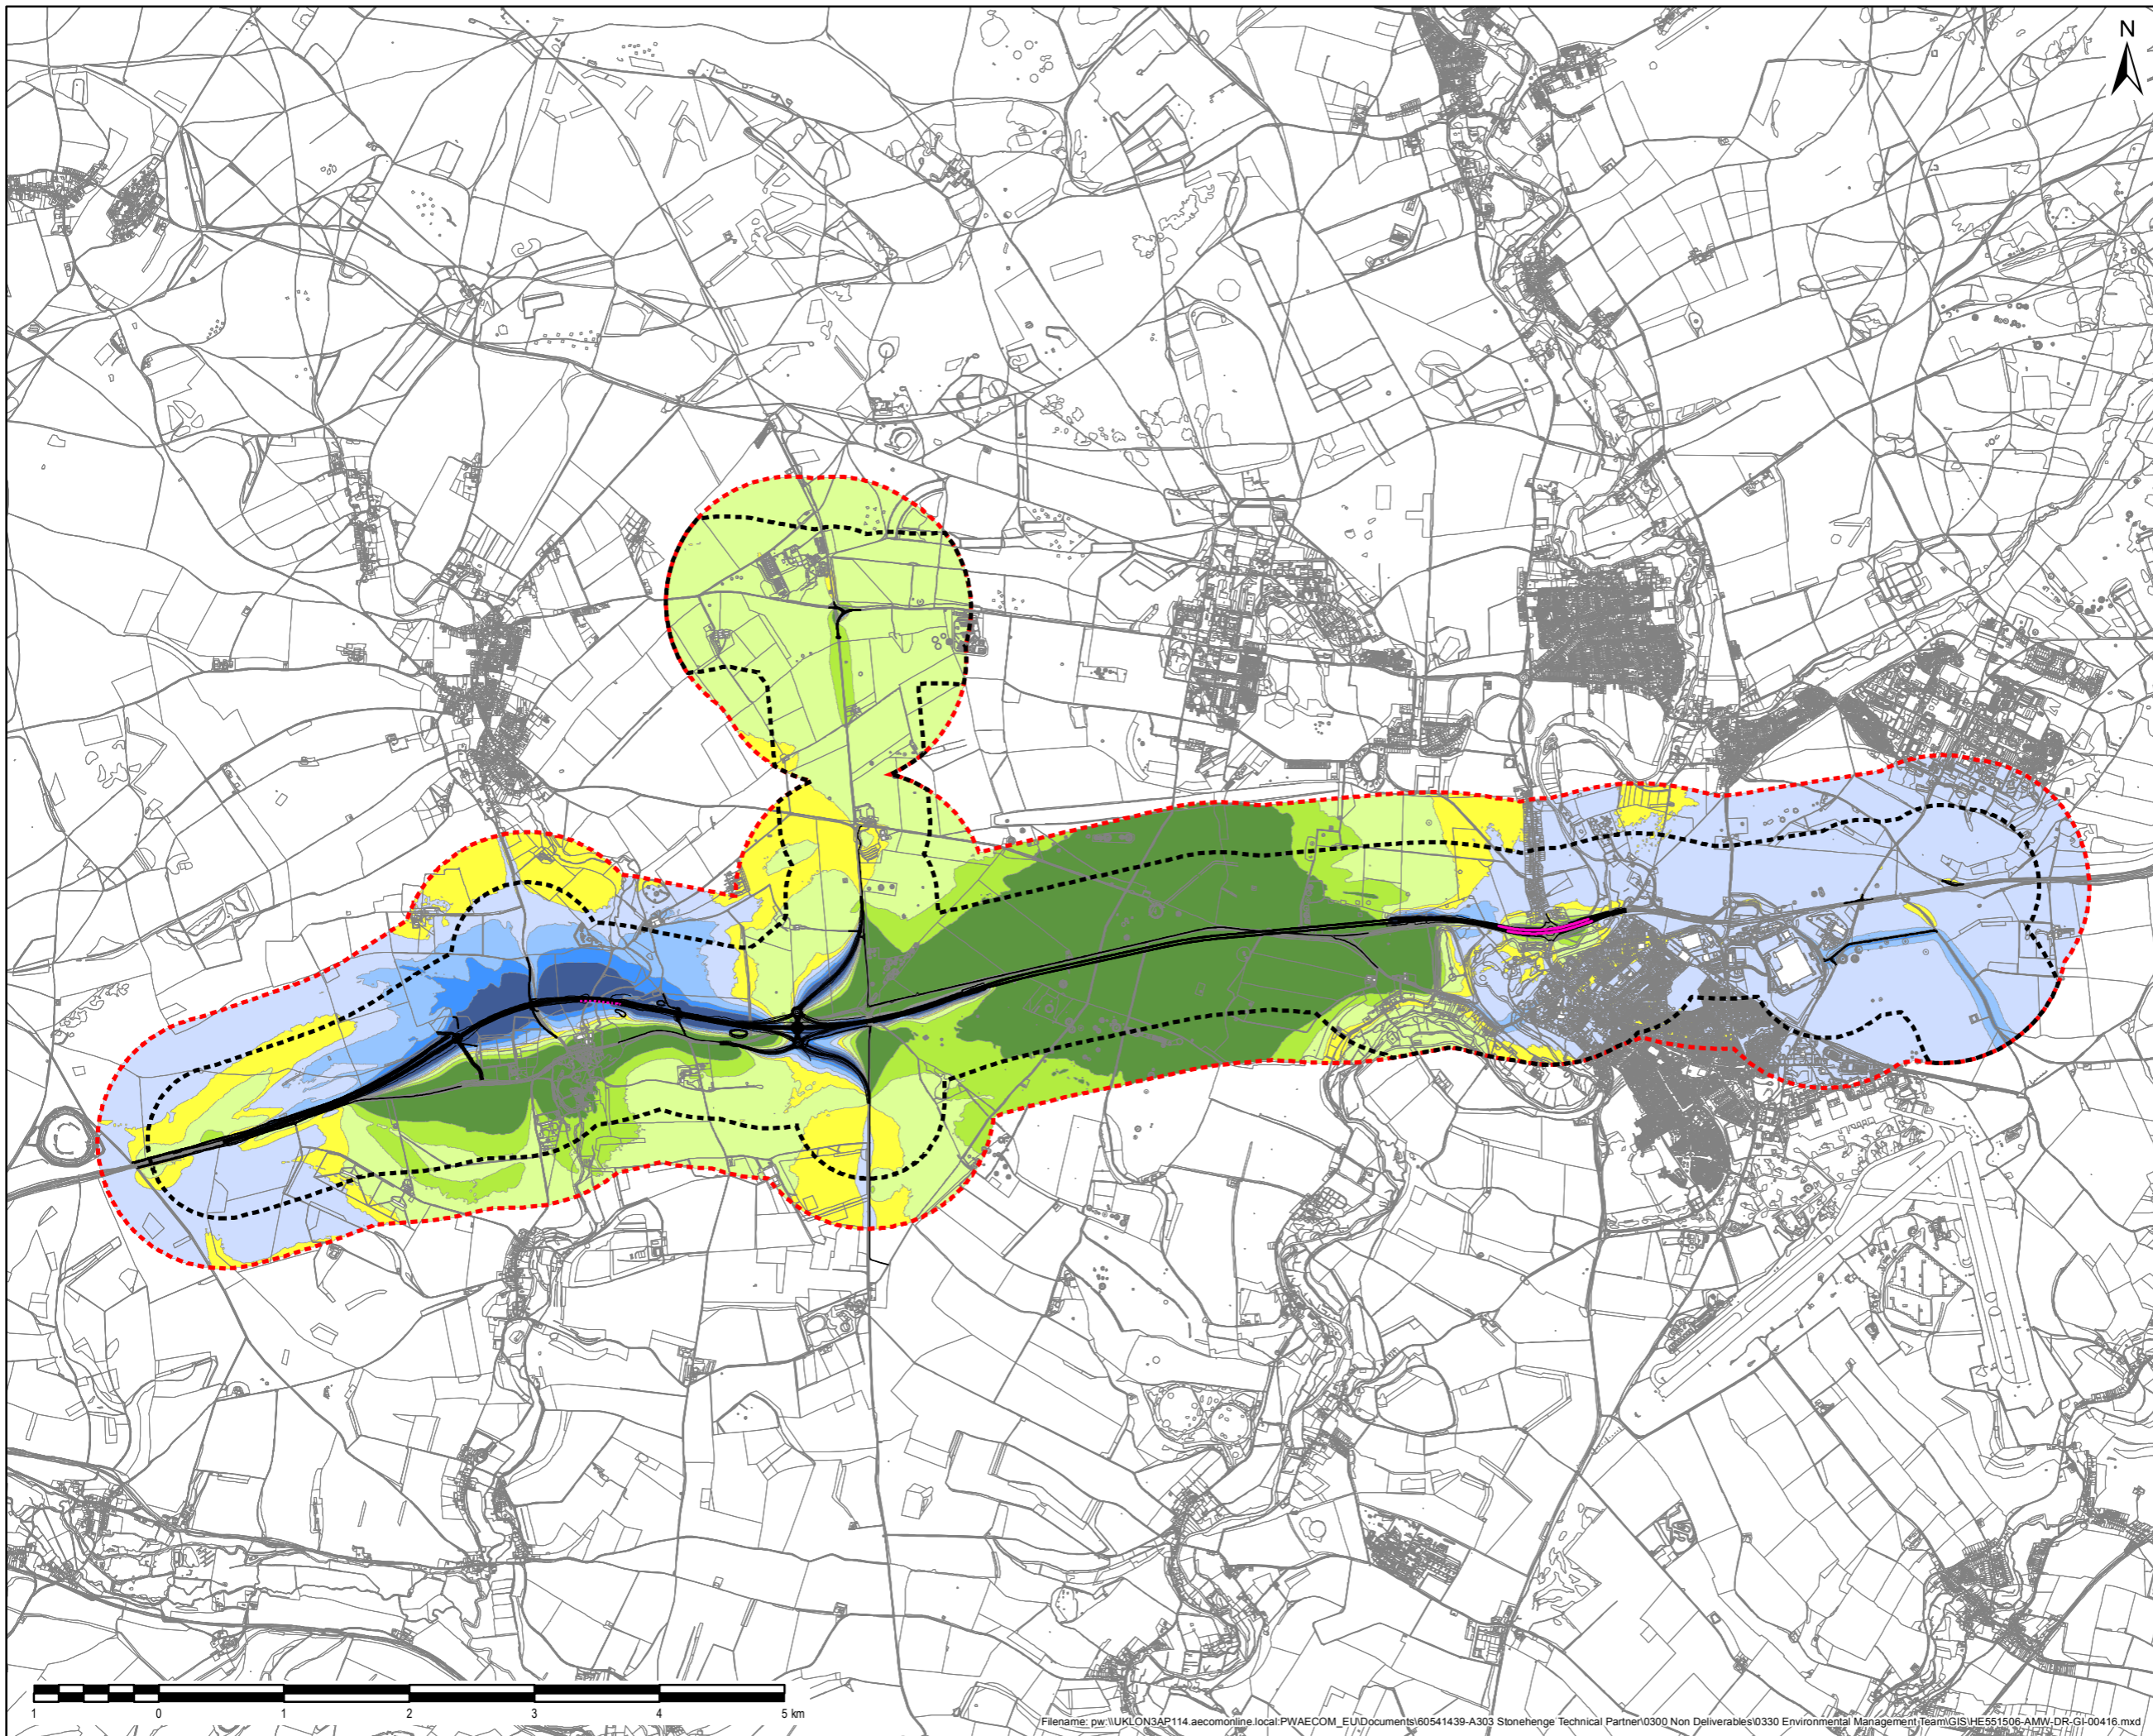 N
1 0 1 2 3 4 5 km
Filename: pw:\\UKLON3AP114.aecomonline.local:PWAECOM_EU\Documents\60541439-A303 Stonehenge Technical Partner\0300 Non Deliverables\0330 Environmental Management Team\GIS\HE551506-AMW-DR-GI-00416.mxd